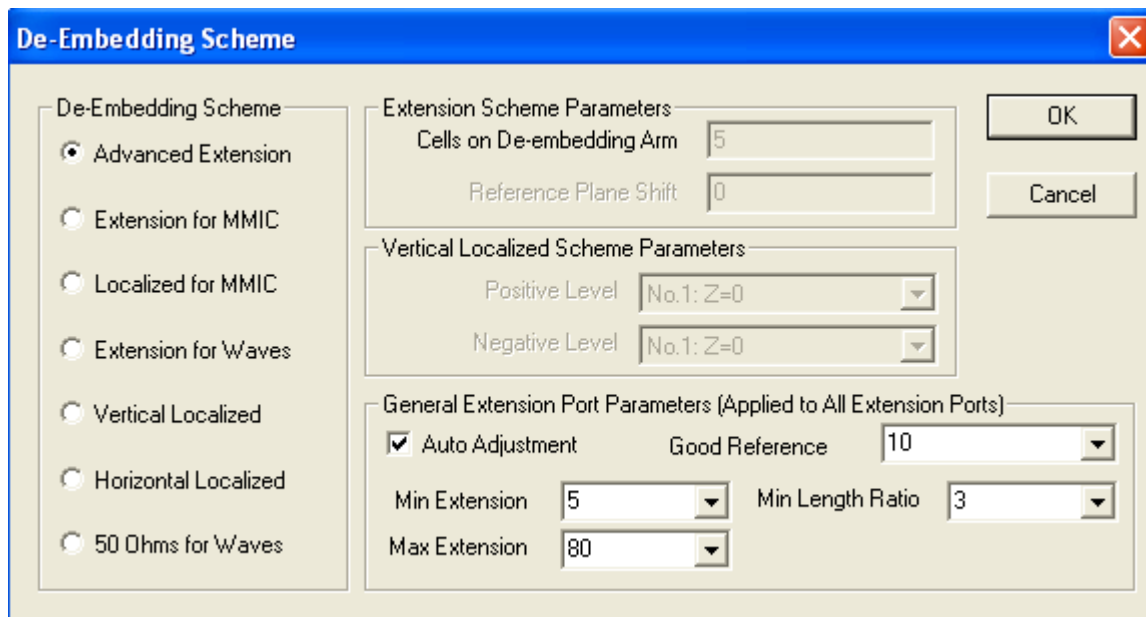 De-Embedding Scheme
De-Embedding Scheme
Advanced Extension
Extension for MMIC
Localized for MMIC
Extension for Waves
Vertical Localized
Horizontal Localized
50 Ohms for Waves
Extension Scheme Parameters
Cells on De-embedding Arm 5
Reference Plane Shift 0
Vertical Localized Scheme Parameters
Positive Level No.1: Z=0
Negative Level No.1: Z=0
General Extension Port Parameters (Applied to All Extension Ports)
Auto Adjustment Good Reference 10
Min Extension 5 Min Length Ratio 3
Max Extension 80
OK
Cancel